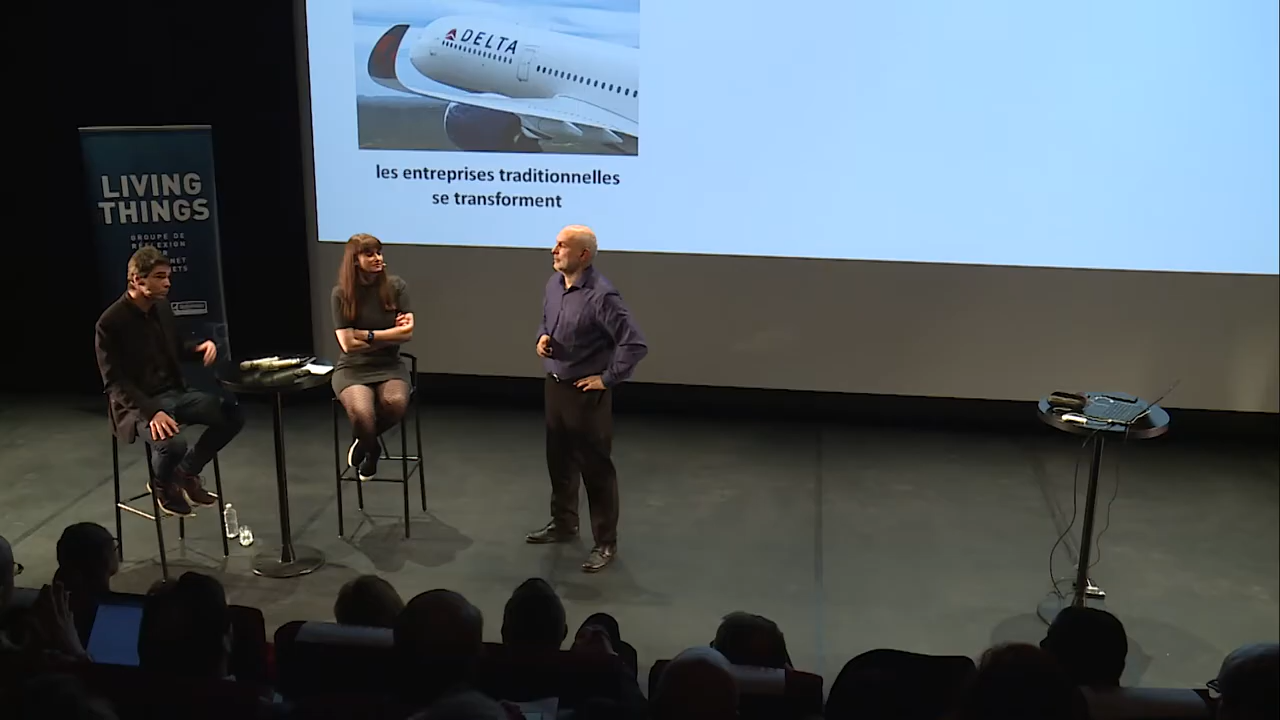 DELTA
les entreprises traditionnelles
se transforment
LIVING
THINGS
GROUPE DE
RÉFLEXION